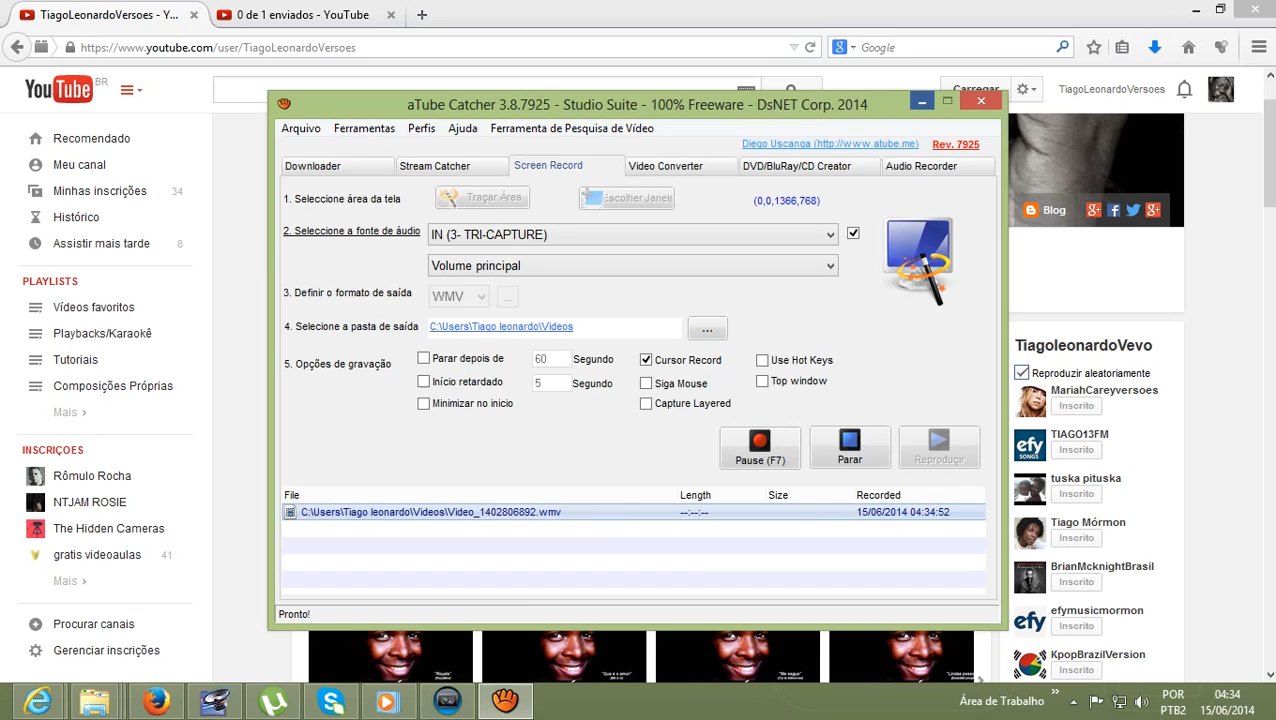 TiagoLeonardoVersoes - Y...
0 de 1 enviados - YouTube
https://www.youtube.com/user/TiagoLeonardoVersoes
Google
YouTube BR
Carregar
TiagoLeonardoVersoes
Recomendado
Meu canal
Minhas inscrições 34
Histórico
Assistir mais tarde 8
PLAYLISTS
Vídeos favoritos
Playbacks/Karaokê
Tutoriais
Composições Próprias
Mais
INSCRIÇÕES
Rômulo Rocha
NTJAM ROSIE
The Hidden Cameras
gratis videoaulas 41
Mais
Procurar canais
Gerenciar inscrições
aTube Catcher 3.8.7925 - Studio Suite - 100% Freeware - DsNET Corp. 2014
Arquivo Ferramentas Perfis Ajuda Ferramenta de Pesquisa de Vídeo
Diego Uscanga (http://www.atube.me) Rev. 7925
Downloader Stream Catcher Screen Record Video Converter DVD/BluRay/CD Creator Audio Recorder
1. Seleccione área da tela Traçar Área Escolher Janela (0,0,1366,768)
2. Seleccione a fonte de áudio IN (3- TRI-CAPTURE)
Volume principal
3. Definir o formato de saída WMV ...
4. Selecione a pasta de saída C:\Users\Tiago leonardo\Videos ...
5. Opções de gravação Parar depois de 60 Segundo Cursor Record Use Hot Keys
Início retardado 5 Segundo Siga Mouse Top window
Minimizar no inicio Capture Layered
Pause (F7) Parar Reproduçir
File Length Size Recorded
C:\Users\Tiago leonardo\Videos\Video_1402806892.wmv --:--:-- 15/06/2014 04:34:52
Pronto!
Blog
TiagoleonardoVevo
Reproduzir aleatoriamente
MariahCareyversoes
Inscrito
TIAGO13FM
Inscrito
efy
SONGS
tuska pituska
Inscrito
Tiago Mórmon
Inscrito
BrianMcknightBrasil
Inscrito
efymusicmormon
Inscrito
efy
KpopBrazilVersion
Inscrito
Área de Trabalho
POR
PTB2
04:34
15/06/2014